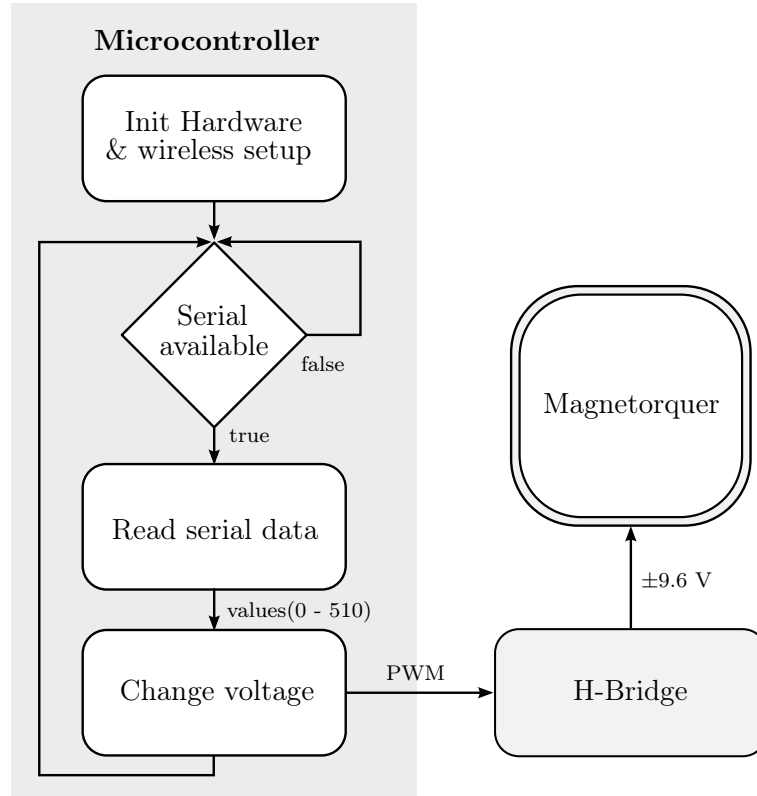 Microcontroller
Init Hardware
& wireless setup
Serial
available
false
true
Read serial data
values(0 - 510)
Change voltage
PWM
H-Bridge
±9.6 V
Magnetorquer